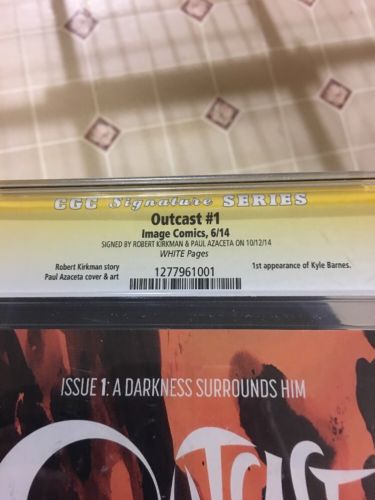 CGC Signature SERIES
Outcast #1
Image Comics, 6/14
SIGNED BY ROBERT KIRKMAN & PAUL AZACETA ON 10/12/14
WHITE Pages
Robert Kirkman story
Paul Azaceta cover & art
1277961001
1st appearance of Kyle Barnes.
ISSUE 1: A DARKNESS SURROUNDS HIM